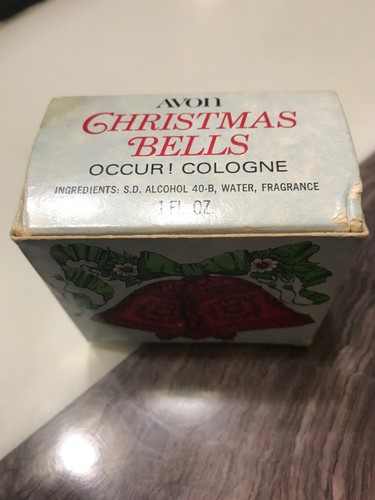 AVON
CHRISTMAS
BELLS
OCCUR! COLOGNE
INGREDIENTS: S.D. ALCOHOL 40-B, WATER, FRAGRANCE
1 FL. OZ.